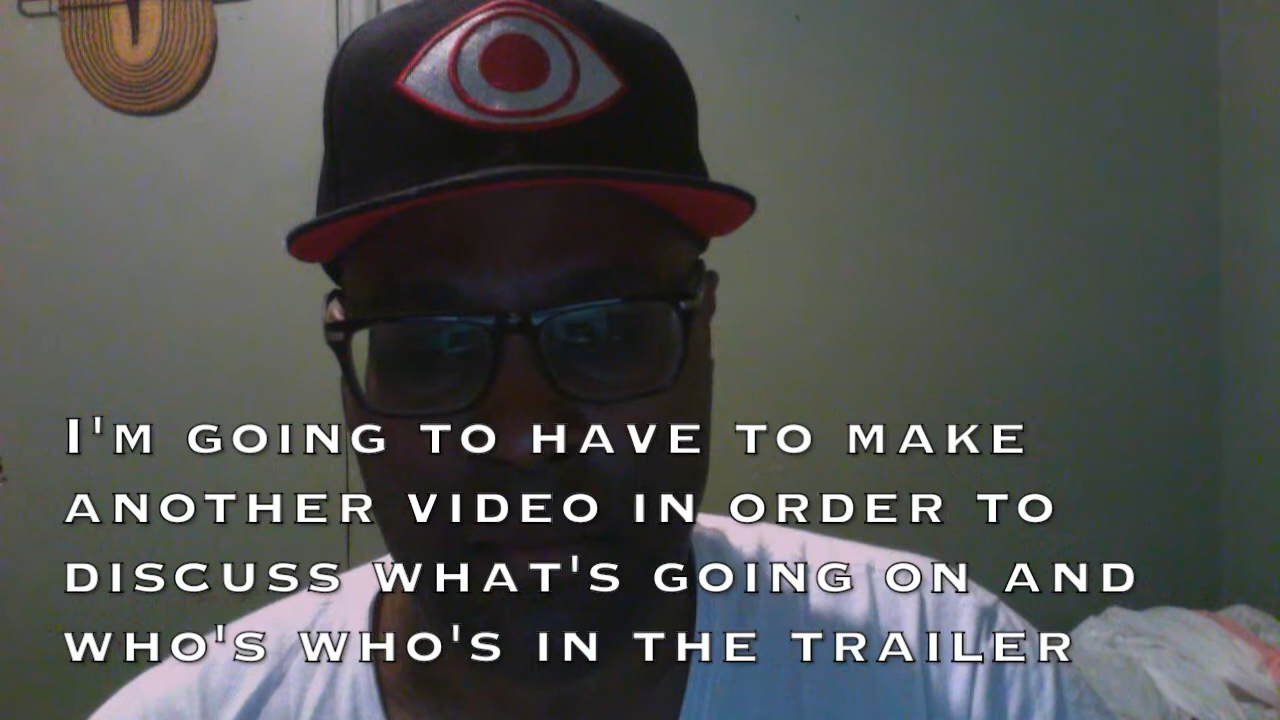 I'M GOING TO HAVE TO MAKE
ANOTHER VIDEO IN ORDER TO
DISCUSS WHAT'S GOING ON AND
WHO'S WHO'S IN THE TRAILER